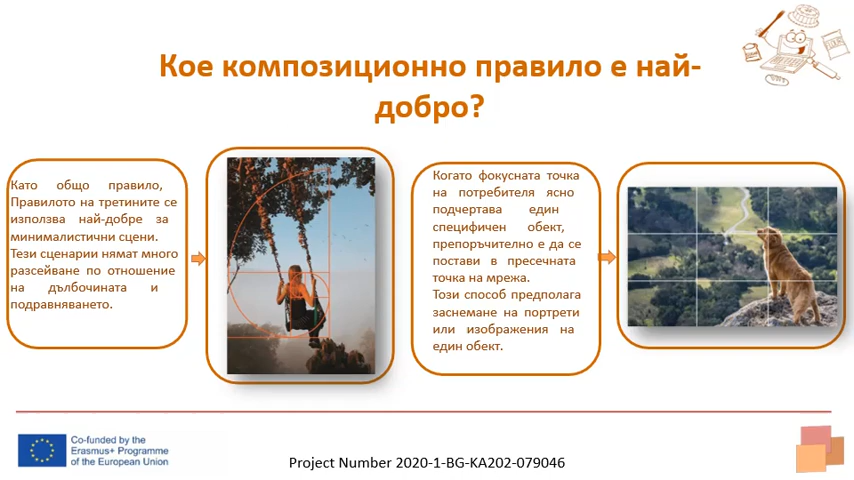 Кое композиционно правило е най-
добро?
Като общо правило,
Правилото на третините се
използва най-добре за
минималистични сцени.
Тези сценарии нямат много
разсейване по отношение
на дълбочината и
подравняването.
Когато фокусната точка
на потребителя ясно
подчертава един
специфичен обект,
препоръчително е да се
постави в пресечната
точка на мрежа.
Този способ предполага
заснемане на портрети
или изображения на
един обект.
Co-funded by the
Erasmus+ Programme
of the European Union
Project Number 2020-1-BG-KA202-079046